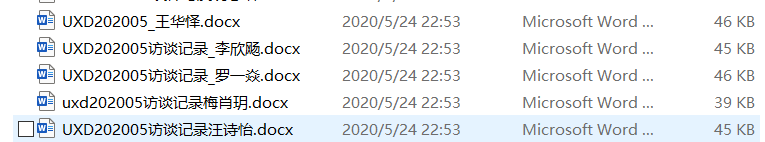 UXD202005_王华怿.docx 2020/5/24 22:53 Microsoft Word ... 46 KB
UXD202005访谈记录_李欣飏.docx 2020/5/24 22:53 Microsoft Word ... 45 KB
UXD202005访谈记录_罗一焱.docx 2020/5/24 22:53 Microsoft Word ... 46 KB
uxd202005访谈记录梅肖玥.docx 2020/5/24 22:53 Microsoft Word ... 39 KB
UXD202005访谈记录汪诗怡.docx 2020/5/24 22:53 Microsoft Word ... 45 KB